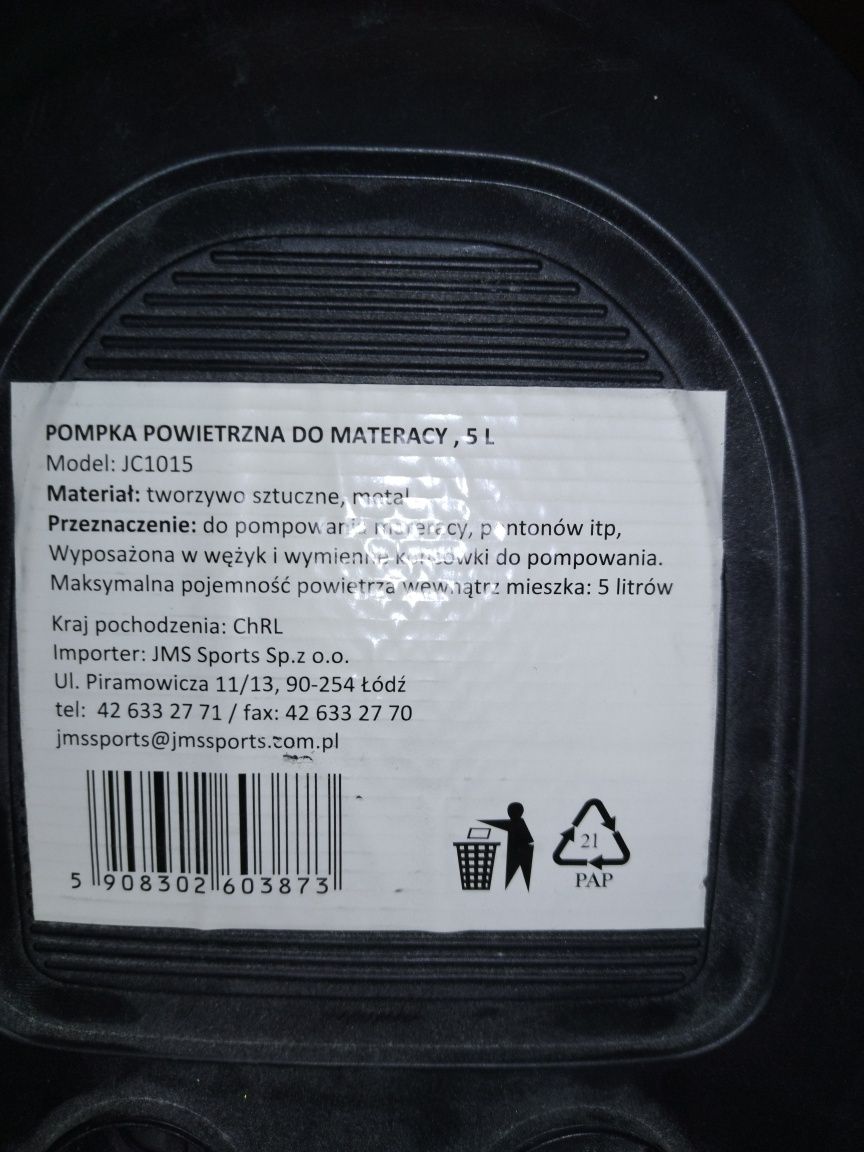 POMPKA POWIETRZNA DO MATERACY , 5 L
Model: JC1015
Materiał: tworzywo sztuczne, metal
Przeznaczenie: do pompowania materacy, pontonów itp,
Wyposażona w wężyk i wymienne końcówki do pompowania.
Maksymalna pojemność powietrza wewnątrz mieszka: 5 litrów
Kraj pochodzenia: ChRL
Importer: JMS Sports Sp.z o.o.
Ul. Piramowicza 11/13, 90-254 Łódź
tel: 42 633 27 71 / fax: 42 633 27 70
jmssports@jmssports.com.pl
5 908302 603873
21
PAP